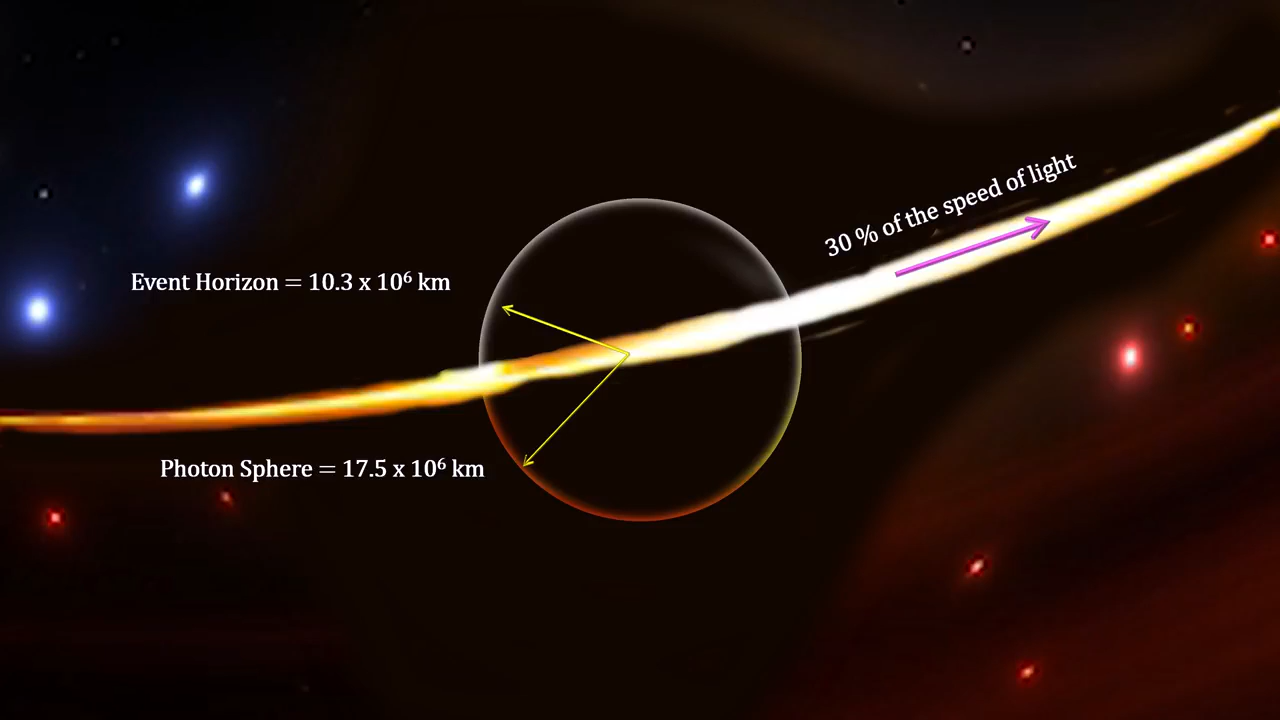 30 % of the speed of light
Event Horizon = 10.3 x 10⁶ km
Photon Sphere = 17.5 x 10⁶ km